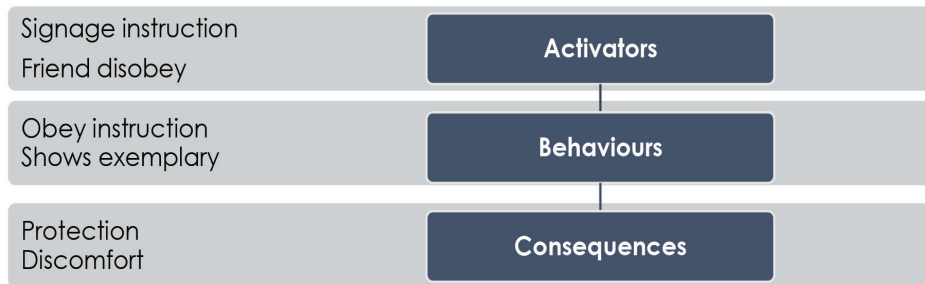 Signage instruction
Friend disobey
Activators
Obey instruction
Shows exemplary
Behaviours
Protection
Discomfort
Consequences